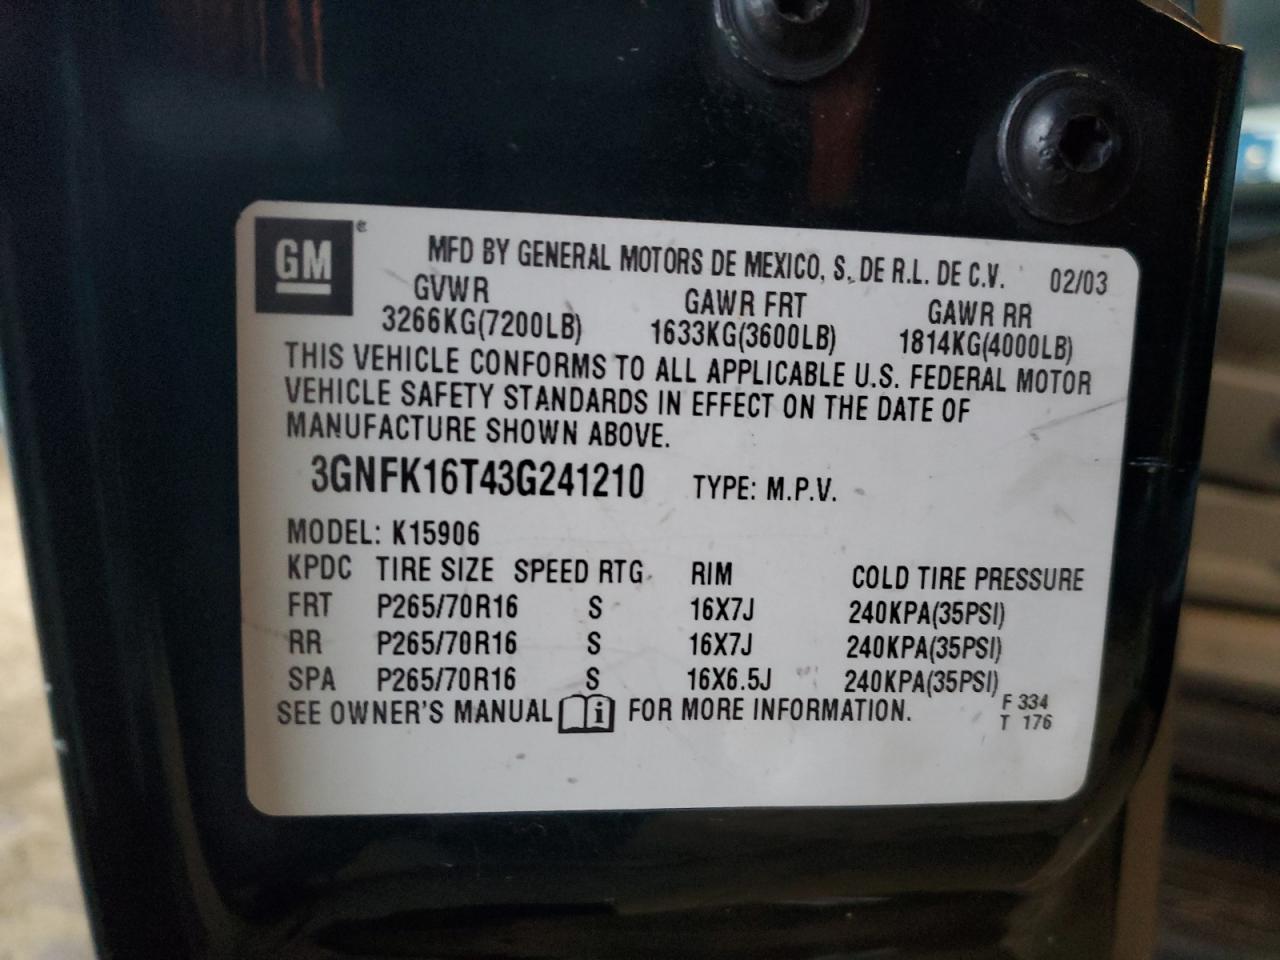 GM
MFD BY GENERAL MOTORS DE MEXICO, S. DE R.L. DE C.V. 02/03
GVWR GAWR FRT GAWR RR
3266KG(7200LB) 1633KG(3600LB) 1814KG(4000LB)
THIS VEHICLE CONFORMS TO ALL APPLICABLE U.S. FEDERAL MOTOR
VEHICLE SAFETY STANDARDS IN EFFECT ON THE DATE OF
MANUFACTURE SHOWN ABOVE.
3GNFK16T43G241210 TYPE: M.P.V.
MODEL: K15906
KPDC TIRE SIZE SPEED RTG RIM COLD TIRE PRESSURE
FRT P265/70R16 S 16X7J 240KPA(35PSI)
RR P265/70R16 S 16X7J 240KPA(35PSI)
SPA P265/70R16 S 16X6.5J 240KPA(35PSI)
SEE OWNER'S MANUAL i FOR MORE INFORMATION. F 334
T 176